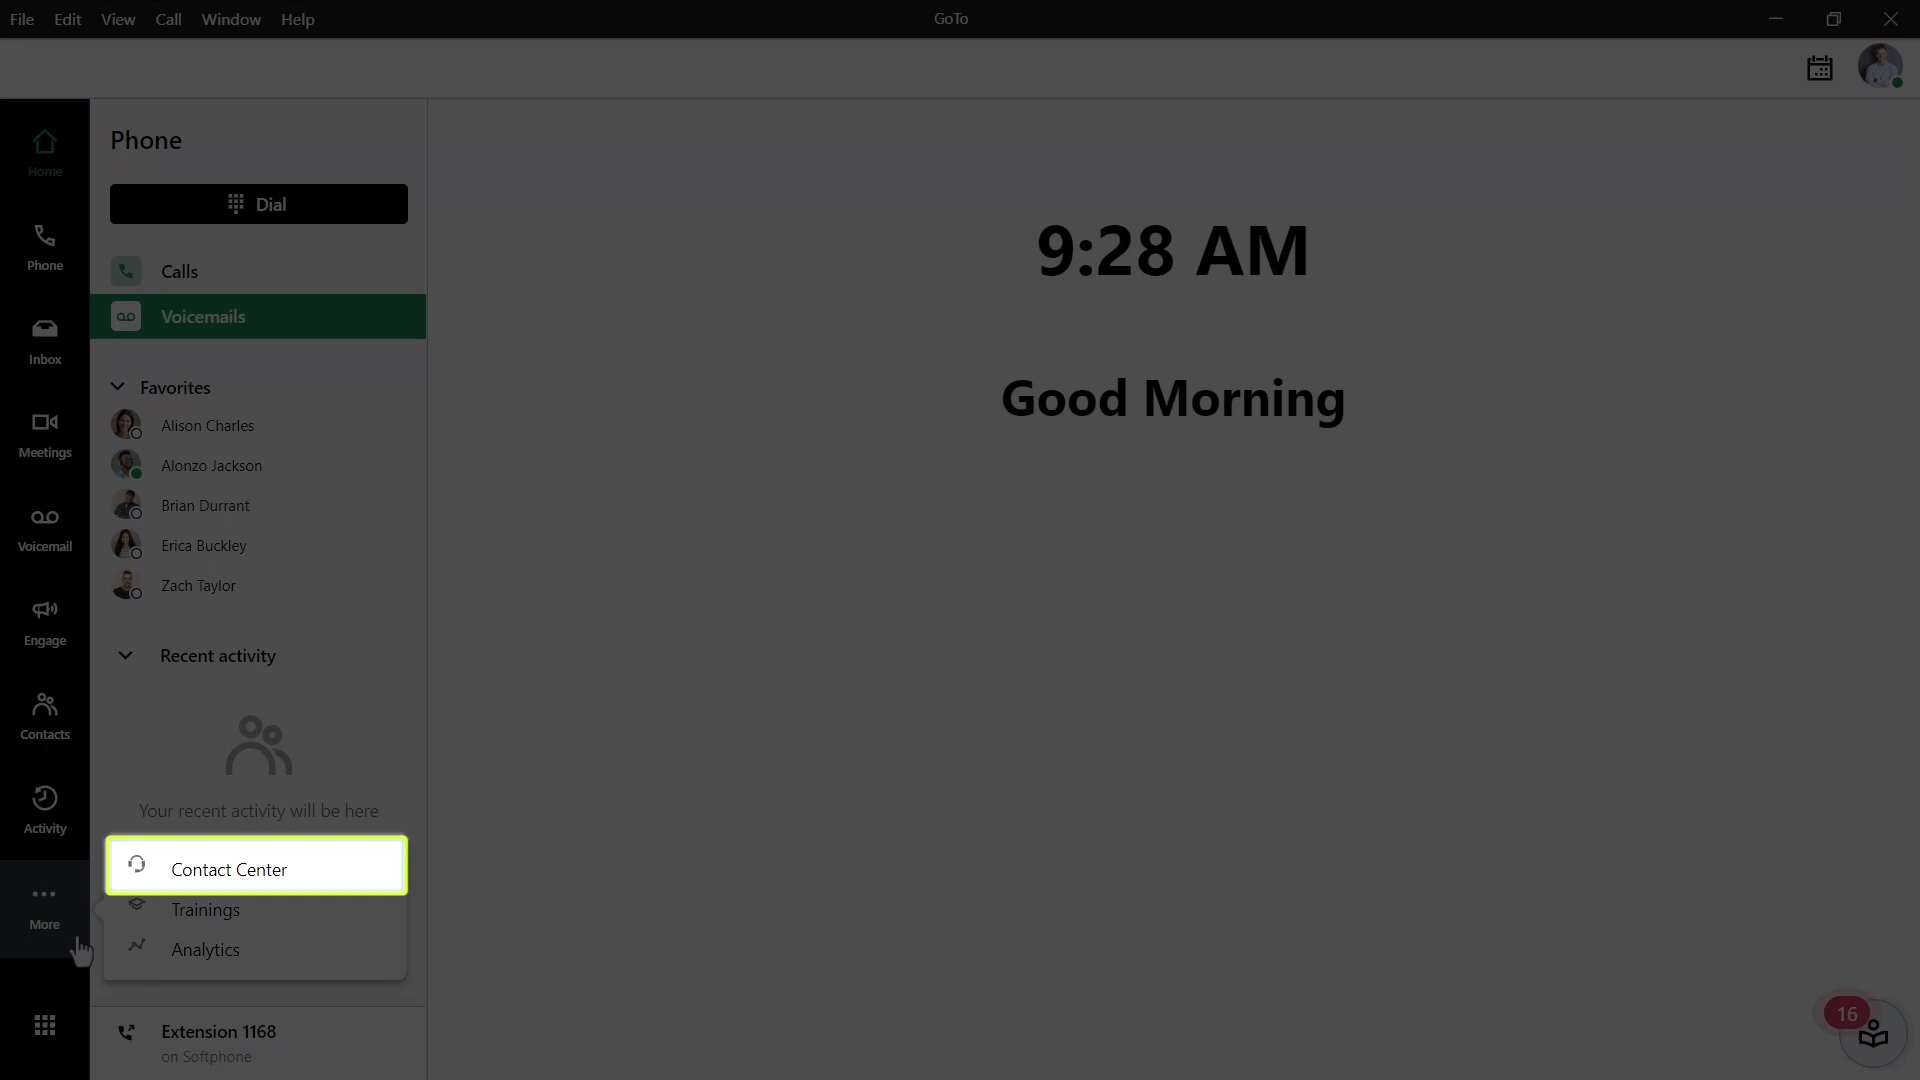 File Edit View Call Window Help
GoTo
Home
Phone
Inbox
Meetings
Voicemail
Engage
Contacts
Activity
More
Phone
Dial
Calls
Voicemails
Favorites
Alison Charles
Alonzo Jackson
Brian Durrant
Erica Buckley
Zach Taylor
Recent activity
Your recent activity will be here
Contact Center
Trainings
Analytics
Extension 1168
on Softphone
9:28 AM
Good Morning
16